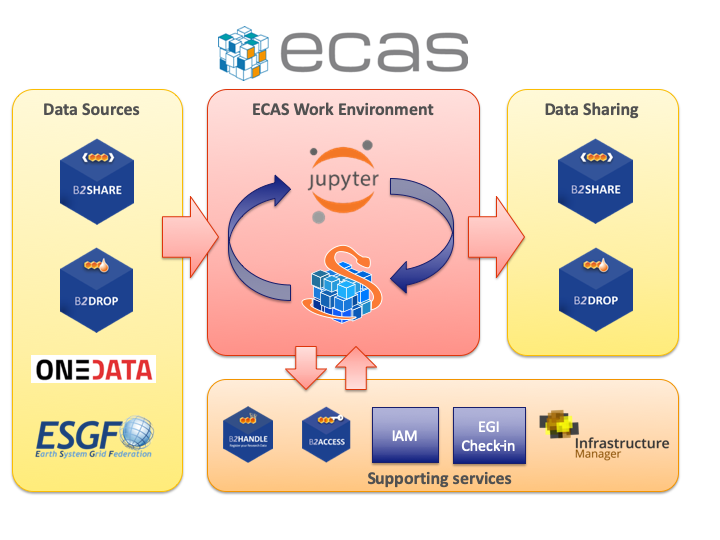 ecas
Data Sources
B2SHARE
B2DROP
ONEDATA
ESGF
Earth System Grid Federation
ECAS Work Environment
jupyter
Data Sharing
B2SHARE
B2DROP
B2HANDLE
B2ACCESS
IAM
EGI
Check-in
Infrastructure
Manager
Supporting services